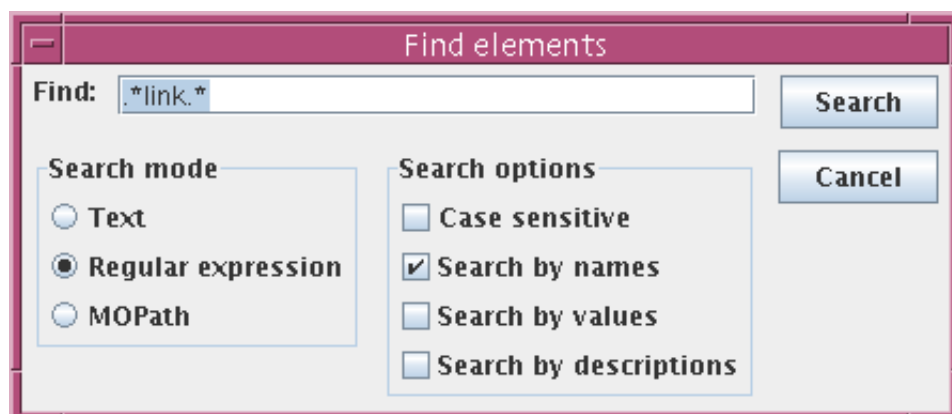 Find elements
Find: .*link.* Search
Search mode Search options Cancel
Text Case sensitive
Regular expression Search by names
MOPath Search by values
Search by descriptions